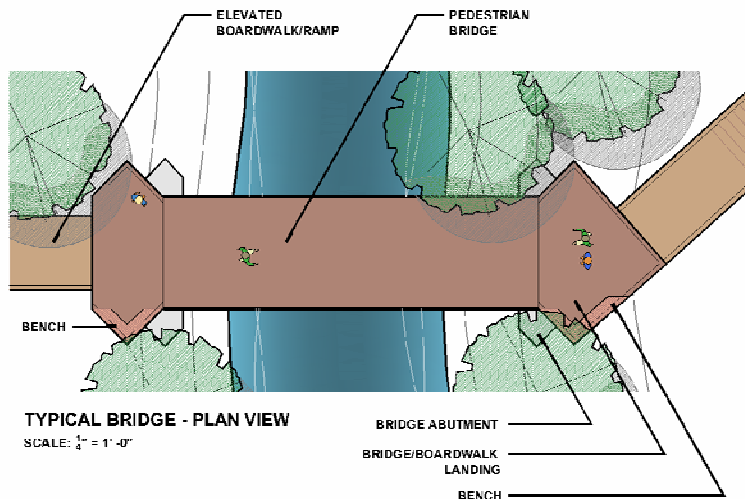 ELEVATED
BOARDWALK/RAMP
PEDESTRIAN
BRIDGE
BENCH
TYPICAL BRIDGE - PLAN VIEW
SCALE: 1/4" = 1'-0"
BRIDGE ABUTMENT
BRIDGE/BOARDWALK
LANDING
BENCH